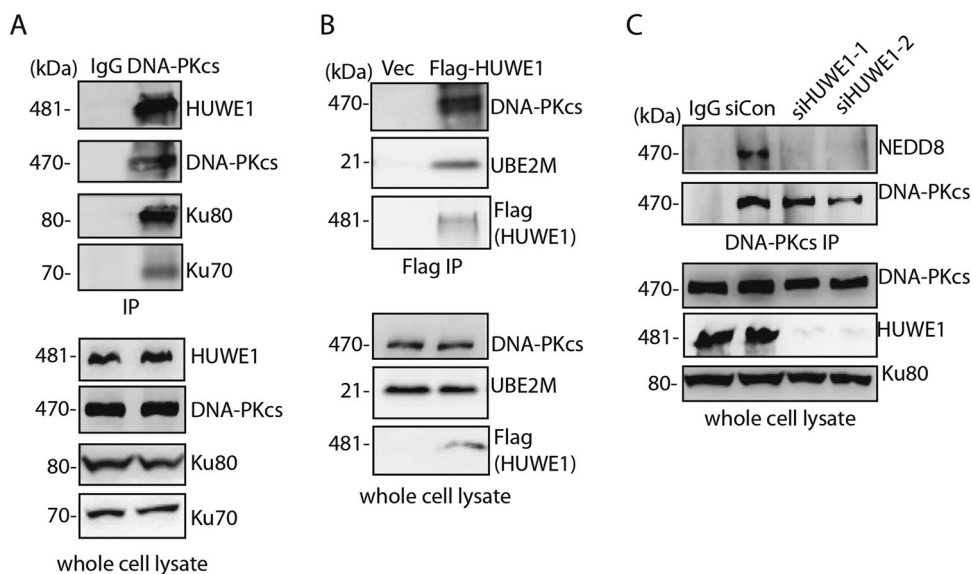 A
(kDa) IgG DNA-PKcs
481- HUWE1
470- DNA-PKcs
80- Ku80
70- Ku70
IP
481- HUWE1
470- DNA-PKcs
80- Ku80
70- Ku70
whole cell lysate
B
(kDa) Vec Flag-HUWE1
470- DNA-PKcs
21- UBE2M
481- Flag
(HUWE1)
Flag IP
470- DNA-PKcs
21- UBE2M
481- Flag
(HUWE1)
whole cell lysate
C
(kDa) IgG siCon siHUWE1-1 siHUWE1-2
470- NEDD8
470- DNA-PKcs
DNA-PKcs IP
470- DNA-PKcs
481- HUWE1
80- Ku80
whole cell lysate